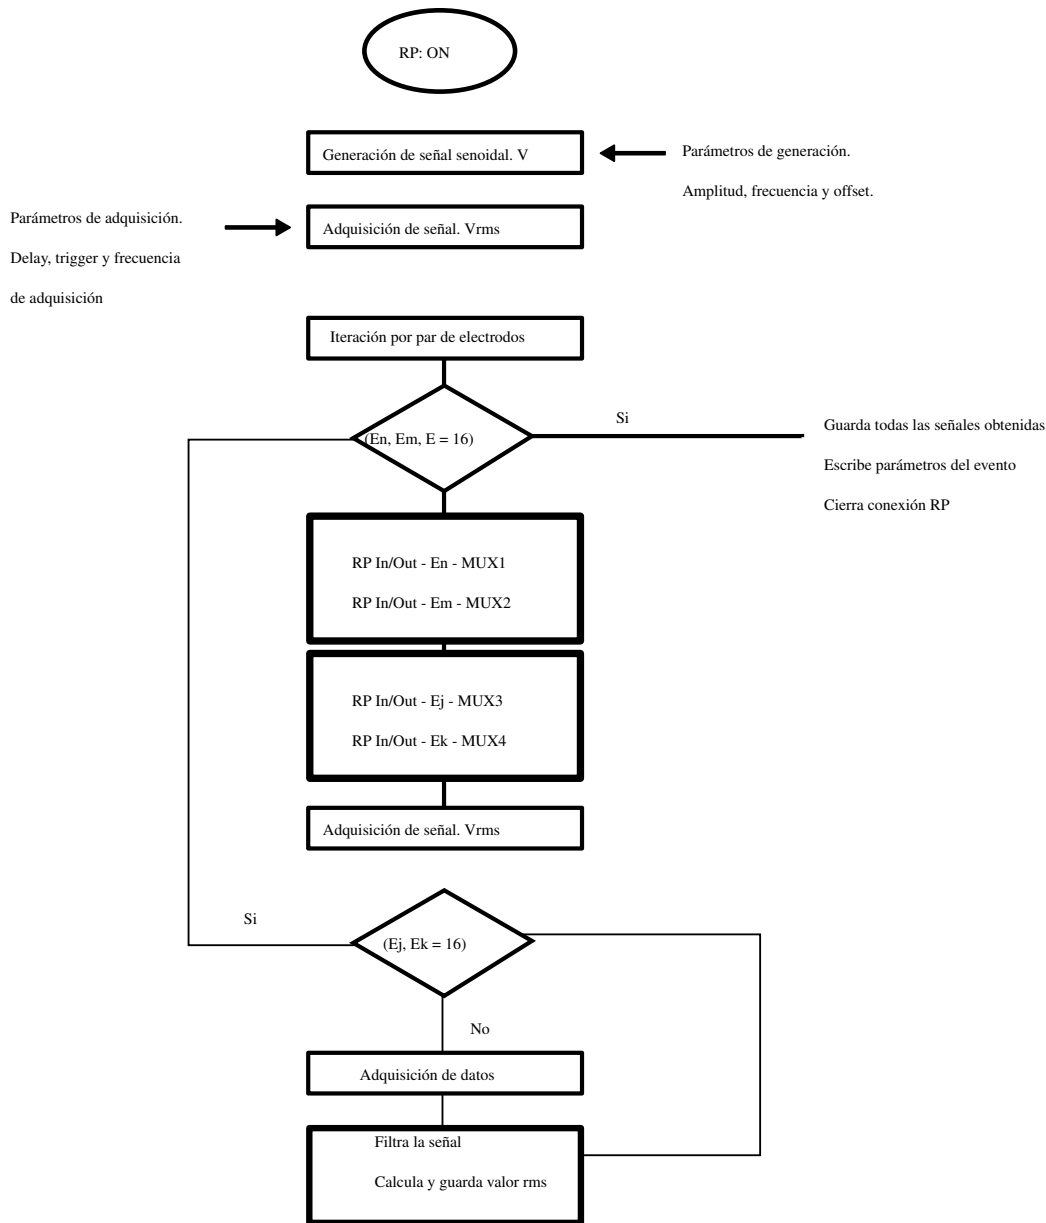 RP: ON
Generación de señal senoidal. V
Parámetros de generación.
Amplitud, frecuencia y offset.
Parámetros de adquisición.
Delay, trigger y frecuencia
de adquisición
Adquisición de señal. Vrms
Iteración por par de electrodos
(En, Em, E = 16)
Si
Guarda todas las señales obtenidas
Escribe parámetros del evento
Cierra conexión RP
RP In/Out - En - MUX1
RP In/Out - Em - MUX2
RP In/Out - Ej - MUX3
RP In/Out - Ek - MUX4
Adquisición de señal. Vrms
Si
(Ej, Ek = 16)
No
Adquisición de datos
Filtra la señal
Calcula y guarda valor rms